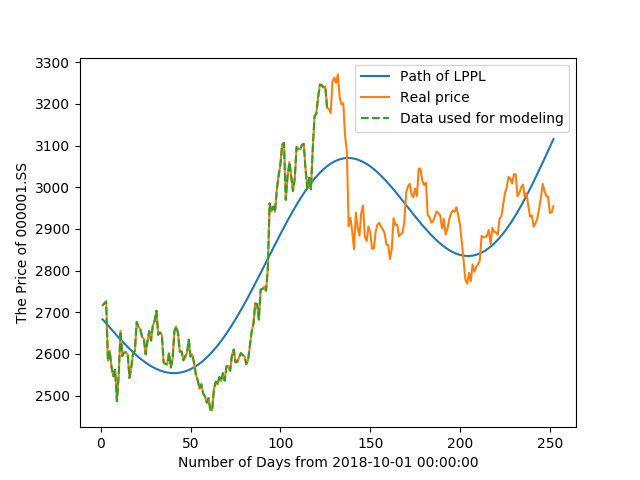 3300
3200
3100
3000
2900
2800
2700
2600
2500
The Price of 000001.SS
Path of LPPL
Real price
Data used for modeling
0 50 100 150 200 250
Number of Days from 2018-10-01 00:00:00